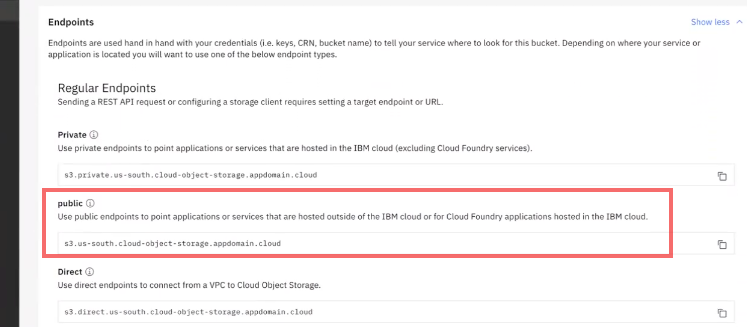 Endpoints
Show less
Endpoints are used hand in hand with your credentials (i.e. keys, CRN, bucket name) to tell your service where to look for this bucket. Depending on where your service or
application is located you will want to use one of the below endpoint types.
Regular Endpoints
Sending a REST API request or configuring a storage client requires setting a target endpoint or URL.
Private
Use private endpoints to point applications or services that are hosted in the IBM cloud (excluding Cloud Foundry services).
s3.private.us-south.cloud-object-storage.appdomain.cloud
public
Use public endpoints to point applications or services that are hosted outside of the IBM cloud or for Cloud Foundry applications hosted in the IBM cloud.
s3.us-south.cloud-object-storage.appdomain.cloud
Direct
Use direct endpoints to connect from a VPC to Cloud Object Storage.
s3.direct.us-south.cloud-object-storage.appdomain.cloud